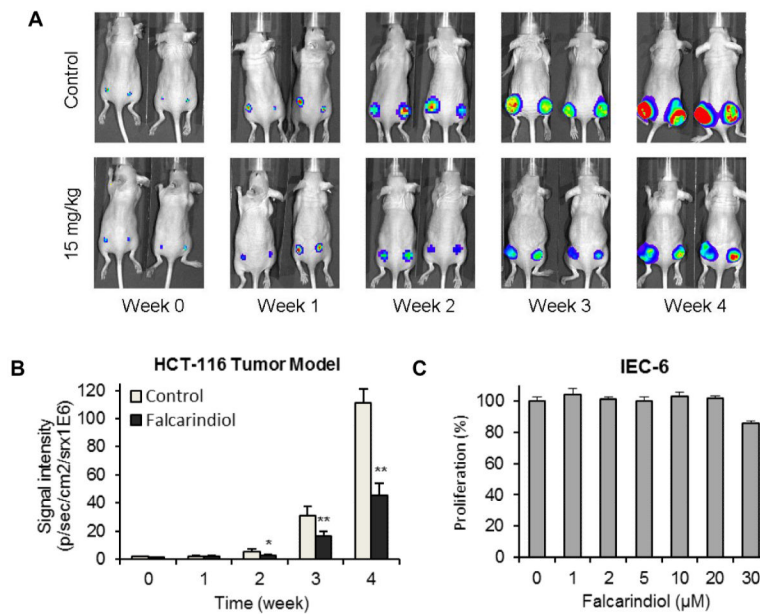 A
Control
15 mg/kg
Week 0
Week 1
Week 2
Week 3
Week 4
B
HCT-116 Tumor Model
Signal intensity
(p/sec/cm2/srx1E6)
120
100
80
60
40
20
0
Control
Falcarindiol
*
**
**
0 1 2 3 4
Time (week)
C
IEC-6
Proliferation (%)
100
80
60
40
20
0
0 1 2 5 10 20 30
Falcarindiol (µM)